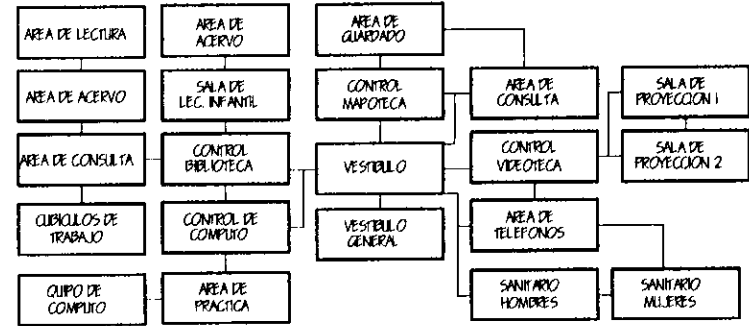 AREA DE LECTURA
AREA DE
ACERVO
AREA DE
GUARDADO
AREA DE ACERVO
SALA DE
LEC. INFANTIL
CONTROL
MAPOTECA
AREA DE
CONSULTA
SALA DE
PROYECCION 1
AREA DE CONSULTA
CONTROL
BIBLIOTECA
VESTIBULO
CONTROL
VIDEOTECA
SALA DE
PROYECCION 2
CUBICULOS DE
TRABAJO
CONTROL DE
COMPUTO
VESTIBULO
GENERAL
AREA DE
TELEFONOS
QUIPO DE
COMPUTO
AREA DE
PRACTICA
SANITARIO
HOMBRES
SANITARIO
MUJERES